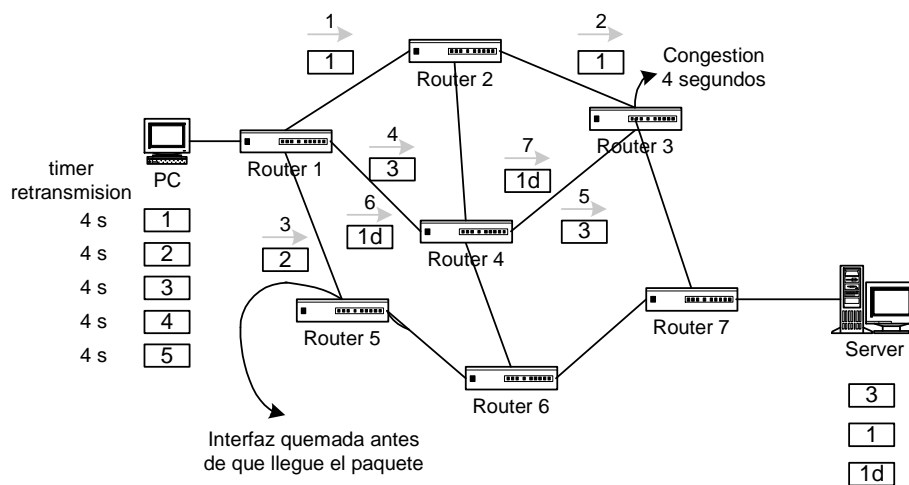 1
1
2
1
Congestion
4 segundos
Router 2
Router 3
4
3
7
1d
Router 1
PC
timer
retransmision
6
1d
5
3
4 s
1
4 s
2
4 s
3
4 s
4
4 s
5
3
2
Router 4
Router 5
Router 7
Router 6
Server
Interfaz quemada antes
de que llegue el paquete
3
1
1d